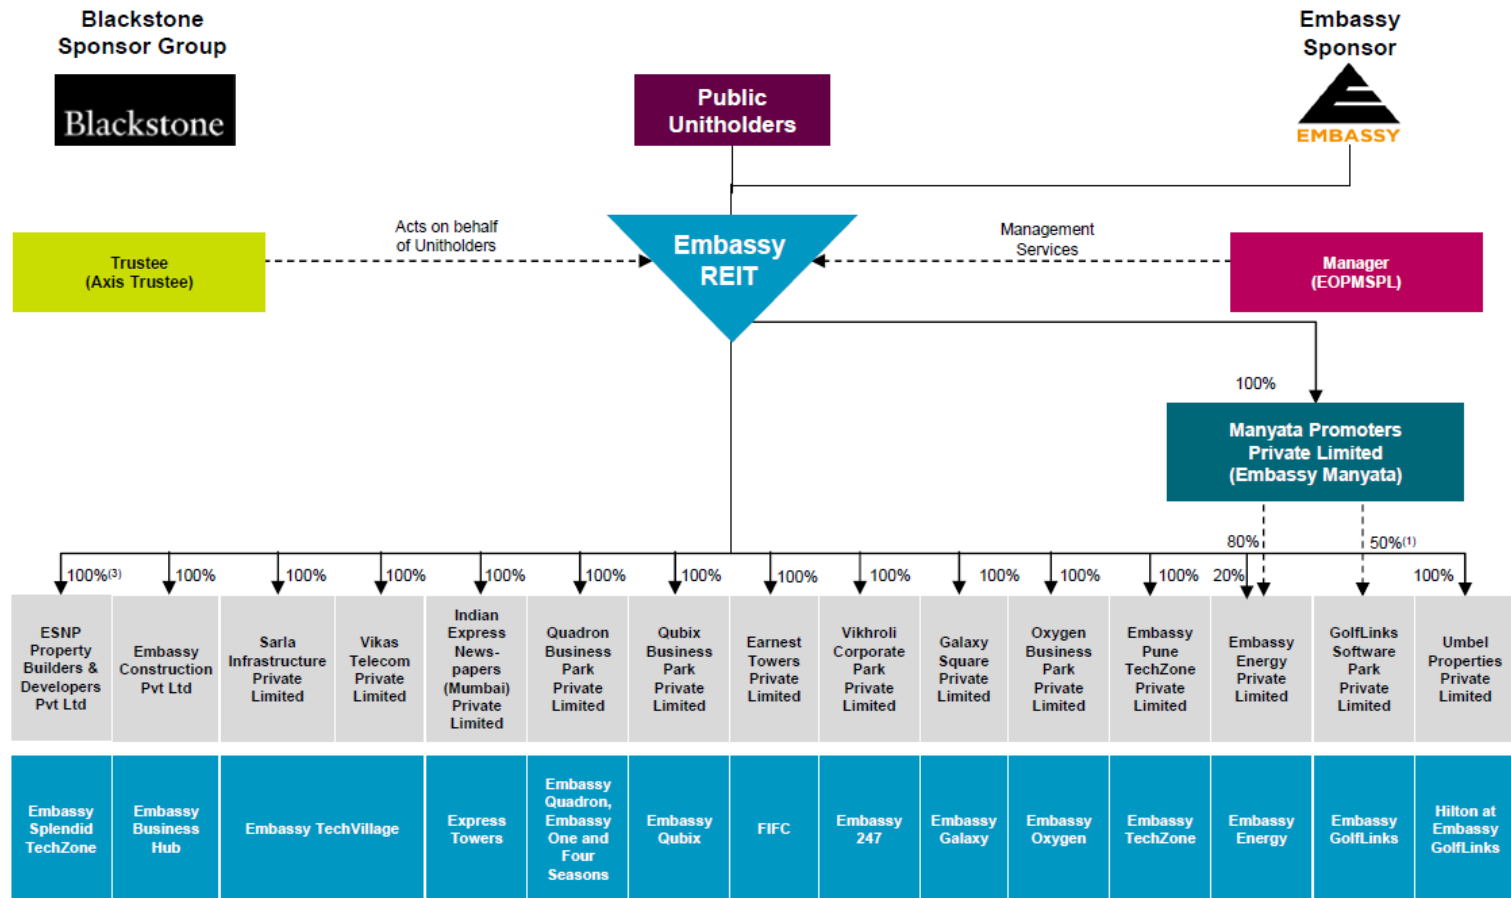 Blackstone
Sponsor Group
Blackstone
Public
Unitholders
Embassy
Sponsor
EMBASSY
Acts on behalf
of Unitholders
Trustee
(Axis Trustee)
Embassy
REIT
Management
Services
Manager
(EOPMSPL)
100%
Manyata Promoters
Private Limited
(Embassy Manyata)
80%
50%(1)
100%(3)
100%
100%
100%
100%
100%
100%
100%
100%
100%
100%
100%
20%
100%
ESNP
Property
Builders &
Developers
Pvt Ltd
Embassy
Construction
Pvt Ltd
Sarla
Infrastructure
Private
Limited
Vikas
Telecom
Private
Limited
Indian
Express
News-
papers
(Mumbai)
Private
Limited
Quadron
Business
Park
Private
Limited
Qubix
Business
Park
Private
Limited
Earnest
Towers
Private
Limited
Vikhroli
Corporate
Park
Private
Limited
Galaxy
Square
Private
Limited
Oxygen
Business
Park
Private
Limited
Embassy
Pune
TechZone
Private
Limited
Embassy
Energy
Private
Limited
GolfLinks
Software
Park
Private
Limited
Umbel
Properties
Private
Limited
Embassy
Splendid
TechZone
Embassy
Business
Hub
Embassy TechVillage
Express
Towers
Embassy
Quadron,
Embassy
One and
Four
Seasons
Embassy
Qubix
FIFC
Embassy
247
Embassy
Galaxy
Embassy
Oxygen
Embassy
TechZone
Embassy
Energy
Embassy
GolfLinks
Hilton at
Embassy
GolfLinks